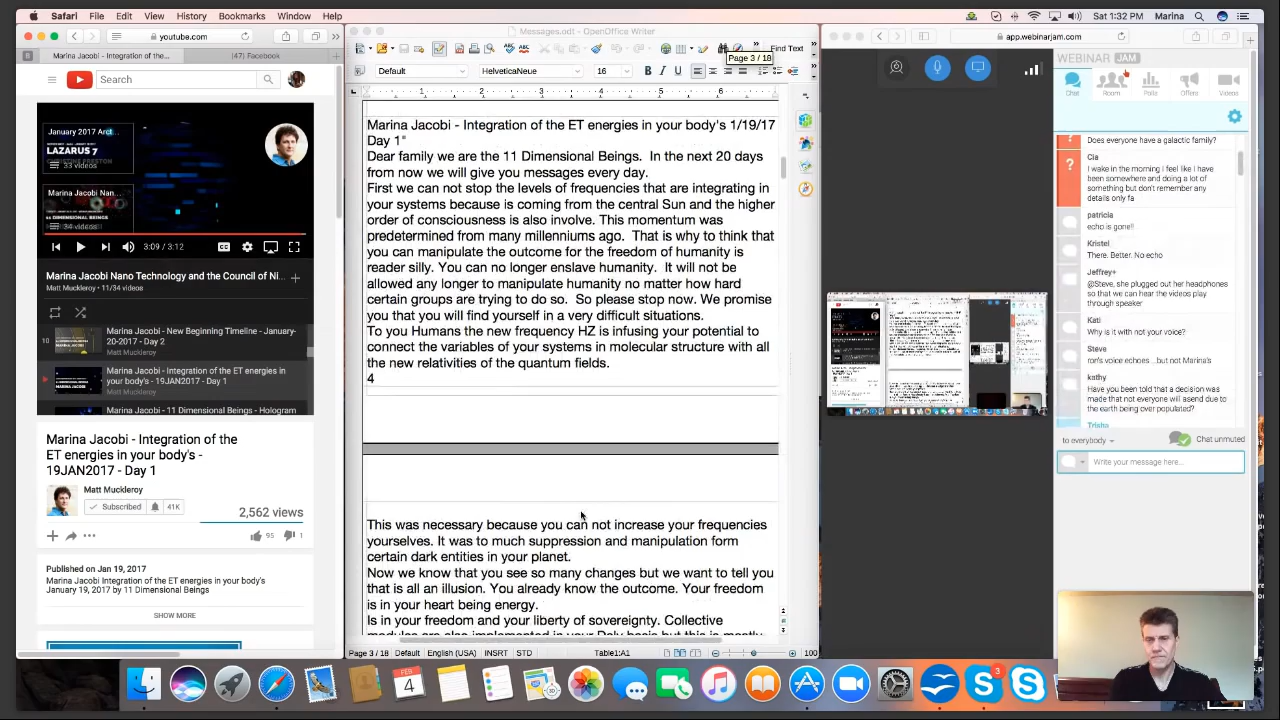 Safari File Edit View History Bookmarks Window Help
Sat 1:32 PM Marina
youtube.com
Marina Jacobi - Integration of the...
(47) Facebook
Search
January 2017 Arct...
LAZARUS 7
33 videos
Marina Jacobi Nan...
34 videos
3:09 / 3:12
Marina Jacobi Nano Technology and the Council of Ni...
Matt Muckleroy • 11/34 videos
10
Marina Jacobi - New Beginning Timeline - January-
20-2017 - Day 2
Matt Muckleroy
Marina Jacobi - Integration of the ET energies in
your body's - 19JAN2017 - Day 1
Matt Muckleroy
Marina Jacobi - 11 Dimensional Beings - Hologram
Marina Jacobi - Integration of the
ET energies in your body's -
19JAN2017 - Day 1
Matt Muckleroy
Subscribed 41K
2,562 views
95 1
Published on Jan 19, 2017
Marina Jacobi Integration of the ET energies in your body's
January 19, 2017 by 11 Dimensional Beings
SHOW MORE
Messages.odt - OpenOffice Writer
Find Text
Page 3 / 18
Default HelveticaNeue 16 B I U
Marina Jacobi - Integration of the ET energies in your body's 1/19/17
Day 1"
Dear family we are the 11 Dimensional Beings. In the next 20 days
from now we will give you messages every day.
First we can not stop the levels of frequencies that are integrating in
your systems because is coming from the central Sun and the higher
order of consciousness is also involve. This momentum was
predetermined from many millenniums ago. That is why to think that
you can manipulate the outcome for the freedom of humanity is
reader silly. You can no longer enslave humanity. It will not be
allowed any longer to manipulate humanity no matter how hard
certain groups are trying to do so. So please stop now. We promise
you that you will find yourself in a very difficult situations.
To you Humans the new frequency HZ is infusing your potential to
connect the variables of your systems in molecular structure with all
the new relativities of the quantum fields.
4
This was necessary because you can not increase your frequencies
yourselves. It was to much suppression and manipulation form
certain dark entities in your planet.
Now we know that you see so many changes but we want to tell you
that is all an illusion. You already know the outcome. Your freedom
is in your heart being energy.
Is in your freedom and your liberty of sovereignty. Collective
modules are also implemented in your Daly basis but this is mostly
Page 3 / 18 Default English (USA) INSRT STD Table1:A1 100
app.webinarjam.com
WEBINAR JAM
Chat Room Polls Offers Videos
Does everyone have a galactic family?
Cia
I wake in the morning I feel like I have
been somewhere and doing a lot of
something but don't remember any
details only fa
patricia
echo is gone!!
Kristel
There. Better. No echo
Jeffrey+
@Steve, she plugged out her headphones
so that we can hear the videos play
through speaker
Kati
Why is it with not your voice?
Steve
ron's voice echoes ...but not Marina's
kathy
Have you been told that a decision was
made that not everyone will asend due to
the earth being over populated?
Trisha
to everybody
Chat unmuted
Write your message here...
FEB
4
3